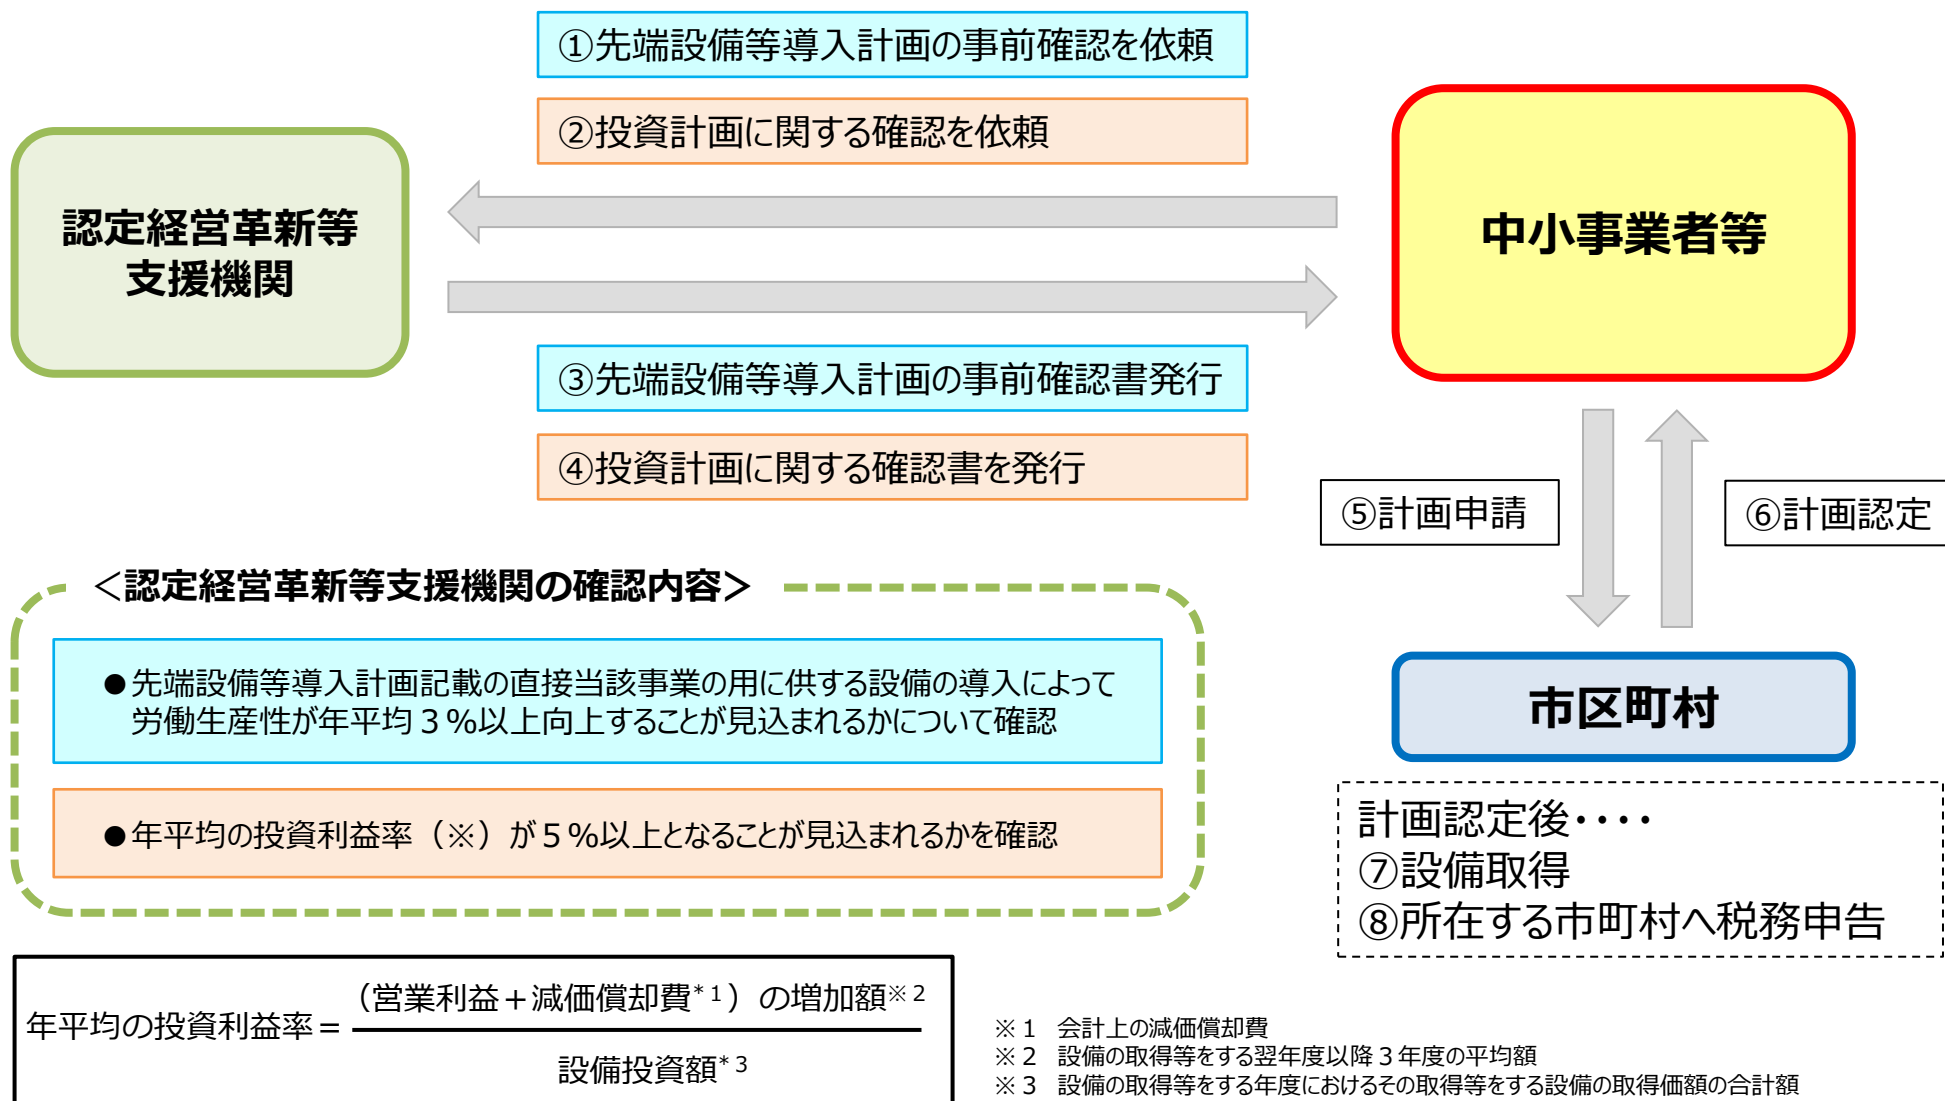 ①先端設備等導入計画の事前確認を依頼
②投資計画に関する確認を依頼
認定経営革新等
支援機関
中小事業者等
③先端設備等導入計画の事前確認書発行
④投資計画に関する確認書を発行
⑤計画申請
⑥計画認定
＜認定経営革新等支援機関の確認内容＞
●先端設備等導入計画記載の直接当該事業の用に供する設備の導入によって
労働生産性が年平均３％以上向上することが見込まれるかについて確認
●年平均の投資利益率（※）が５％以上となることが見込まれるかを確認
市区町村
計画認定後・・・・
⑦設備取得
⑧所在する市町村へ税務申告
（営業利益＋減価償却費*1）の増加額※2
年平均の投資利益率＝
設備投資額*3
※１　会計上の減価償却費
※２　設備の取得等をする翌年度以降３年度の平均額
※３　設備の取得等をする年度におけるその取得等をする設備の取得価額の合計額